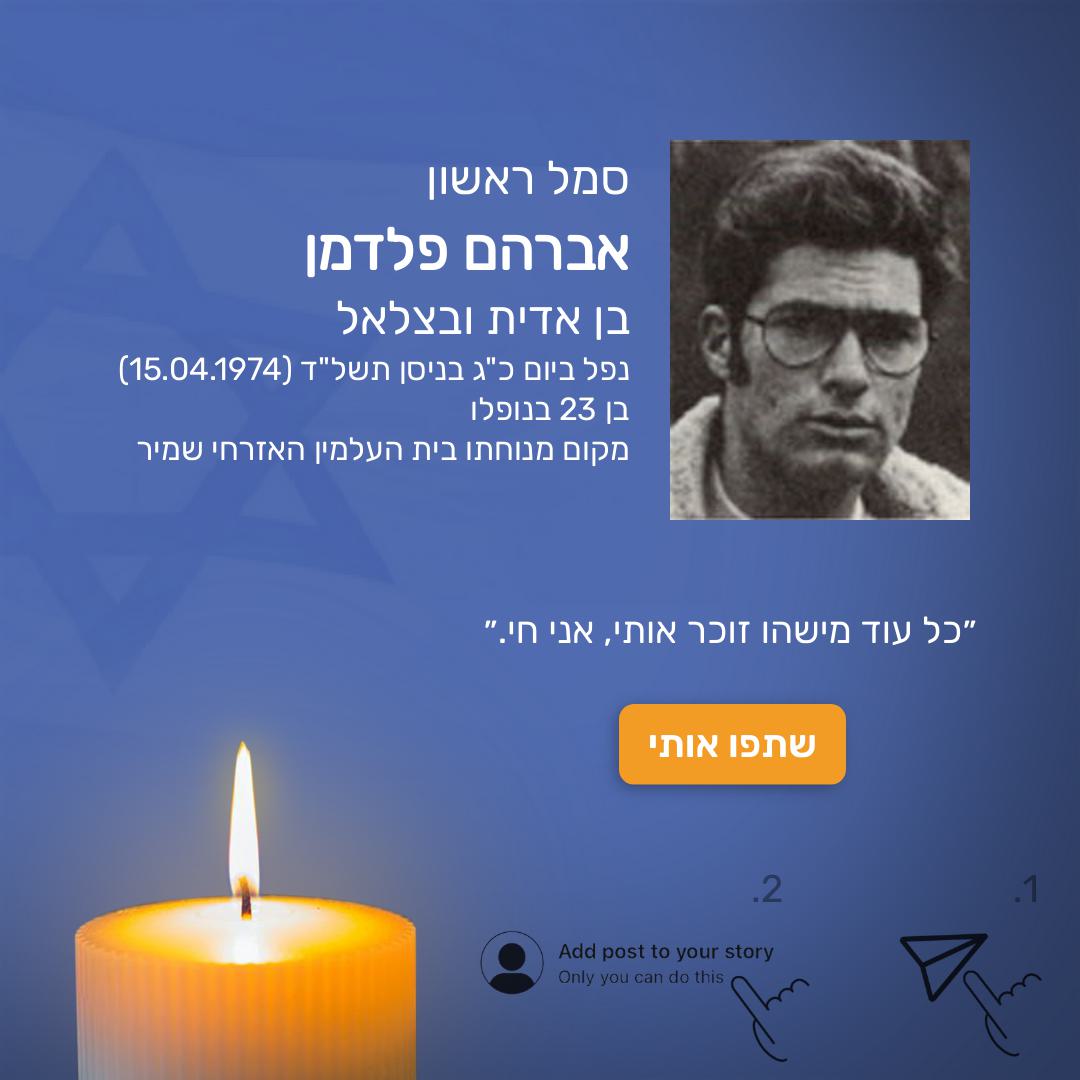 סמל ראשון
אברהם פלדמן
בן אדית ובצלאל
נפל ביום כ"ג בניסן תשל"ד (15.04.1974)
בן 23 בנופלו
מקום מנוחתו בית העלמין האזרחי שמיר
״כל עוד מישהו זוכר אותי, אני חי.״
שתפו אותי
.1
.2
Add post to your story
Only you can do this